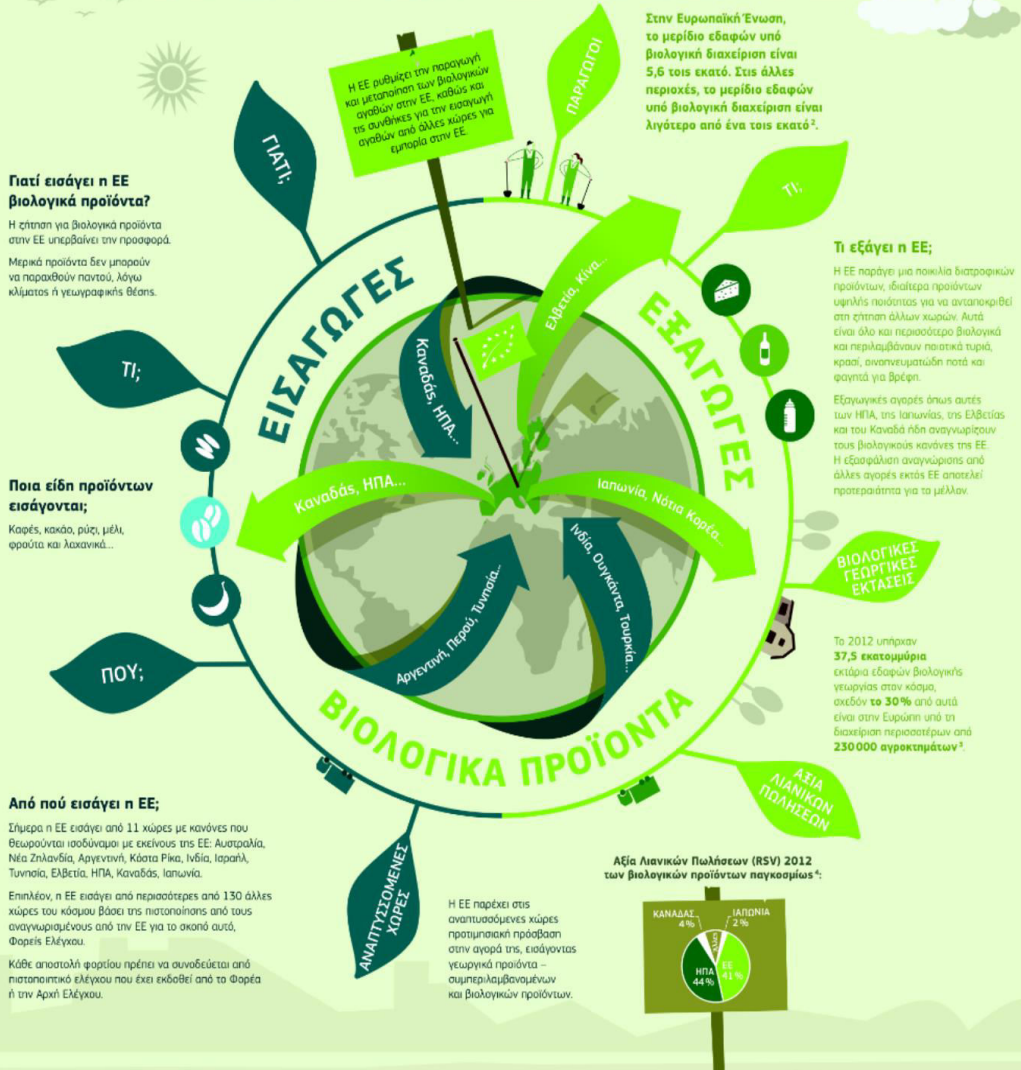 Η ΕΕ ρυθμίζει την παραγωγή
και μεταποίηση των βιολογικών
αγαθών στην ΕΕ, καθώς και
τις συνθήκες για την εισαγωγή
αγαθών από άλλες χώρες για
εμπορία στην ΕΕ.
ΠΑΡΑΓΩΓΟΙ
Στην Ευρωπαϊκή Ένωση,
το μερίδιο εδαφών υπό
βιολογική διαχείριση είναι
5,6 τοις εκατό. Στις άλλες
περιοχές, το μερίδιο εδαφών
υπό βιολογική διαχείριση είναι
λιγότερο από ένα τοις εκατό².
ΓΙΑΤΙ;
Γιατί εισάγει η ΕΕ
βιολογικά προϊόντα?
Η ζήτηση για βιολογικά προϊόντα
στην ΕΕ υπερβαίνει την προσφορά.
Μερικά προϊόντα δεν μπορούν
να παραχθούν παντού, λόγω
κλίματος ή γεωγραφικής θέσης.
ΤΙ;
Ποια είδη προϊόντων
εισάγονται;
Καφές, κακάο, ρύζι, μέλι,
φρούτα και λαχανικά...
ΠΟΥ;
Από πού εισάγει η ΕΕ;
Σήμερα η ΕΕ εισάγει από 11 χώρες με κανόνες που
θεωρούνται ισοδύναμοι με εκείνους της ΕΕ: Αυστραλία,
Νέα Ζηλανδία, Αργεντινή, Κόστα Ρίκα, Ινδία, Ισραήλ,
Τυνησία, Ελβετία, ΗΠΑ, Καναδάς, Ιαπωνία.
Επιπλέον, η ΕΕ εισάγει από περισσότερες από 130 άλλες
χώρες του κόσμου βάσει της πιστοποίησης από τους
αναγνωρισμένους από την ΕΕ για το σκοπό αυτό,
Φορείς Ελέγχου.
Κάθε αποστολή φορτίου πρέπει να συνοδεύεται από
πιστοποιητικό ελέγχου που έχει εκδοθεί από το Φορέα
ή την Αρχή Ελέγχου.
ΕΙΣΑΓΩΓΕΣ
ΕΞΑΓΩΓΕΣ
ΒΙΟΛΟΓΙΚΑ ΠΡΟΪΟΝΤΑ
Καναδάς, ΗΠΑ...
Ελβετία, Κίνα...
Καναδάς, ΗΠΑ...
Ιαπωνία, Νότια Κορέα...
Αργεντινή, Περού, Τυνησία...
Ινδία, Ουγκάντα, Τουρκία...
ΤΙ;
Τι εξάγει η ΕΕ;
Η ΕΕ παράγει μια ποικιλία διατροφικών
προϊόντων, ιδιαίτερα προϊόντων
υψηλής ποιότητας για να ανταποκριθεί
στη ζήτηση άλλων χωρών. Αυτά
είναι όλο και περισσότερο βιολογικά
και περιλαμβάνουν ποιοτικά τυριά,
κρασί, οινοπνευματώδη ποτά και
φαγητά για βρέφη.
Εξαγωγικές αγορές όπως αυτές
των ΗΠΑ, της Ιαπωνίας, της Ελβετίας
και του Καναδά ήδη αναγνωρίζουν
τους βιολογικούς κανόνες της ΕΕ.
Η εξασφάλιση αναγνώρισης από
άλλες αγορές εκτός ΕΕ αποτελεί
προτεραιότητα για το μέλλον.
ΒΙΟΛΟΓΙΚΕΣ
ΓΕΩΡΓΙΚΕΣ
ΕΚΤΑΣΕΙΣ
Το 2012 υπήρχαν
37,5 εκατομμύρια
εκτάρια εδαφών βιολογικής
γεωργίας στον κόσμο,
σχεδόν το 30% από αυτά
είναι στην Ευρώπη υπό τη
διαχείριση περισσοτέρων από
230000 αγροκτημάτων³.
ΑΞΙΑ
ΛΙΑΝΙΚΩΝ
ΠΩΛΗΣΕΩΝ
ΑΝΑΠΤΥΣΣΟΜΕΝΕΣ
ΧΩΡΕΣ
Η ΕΕ παρέχει στις
αναπτυσσόμενες χώρες
προτιμησιακή πρόσβαση
στην αγορά της, εισάγοντας
γεωργικά προϊόντα –
συμπεριλαμβανομένων
και βιολογικών προϊόντων.
Αξία Λιανικών Πωλήσεων (RSV) 2012
των βιολογικών προϊόντων παγκοσμίως⁴:
ΚΑΝΑΔΑΣ
4%
ΙΑΠΩΝΙΑ
2%
ΗΠΑ
44%
ΕΕ
41%